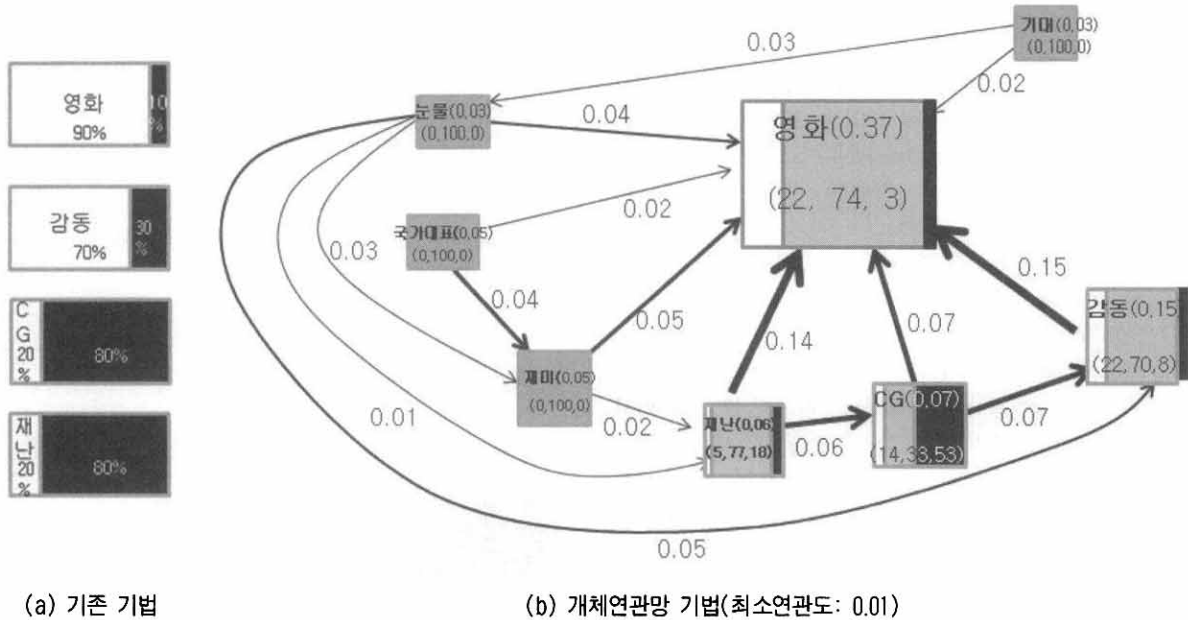 영화
90%
10
%
감동
70%
30
%
C
G
20
%
80%
재
난
20
%
80%
0.03
기대(0.03)
(0,100,0)
0.02
눈물(0,03)
(0,100,0)
0.04
영화(0.37)
(22, 74, 3)
국가대표(0,05)
(0,100,0)
0.02
0.03
0.04
0.05
0.14
0.07
0.15
감동(0,15)
(22,70,8)
재미(0,05)
(0,100,0)
0.01
0.02
재난(0,06)
(5,77,18)
0.06
CG(0,07)
(14,33,53)
0.07
0.05
(a) 기존 기법
(b) 개체연관망 기법(최소연관도: 0.01)